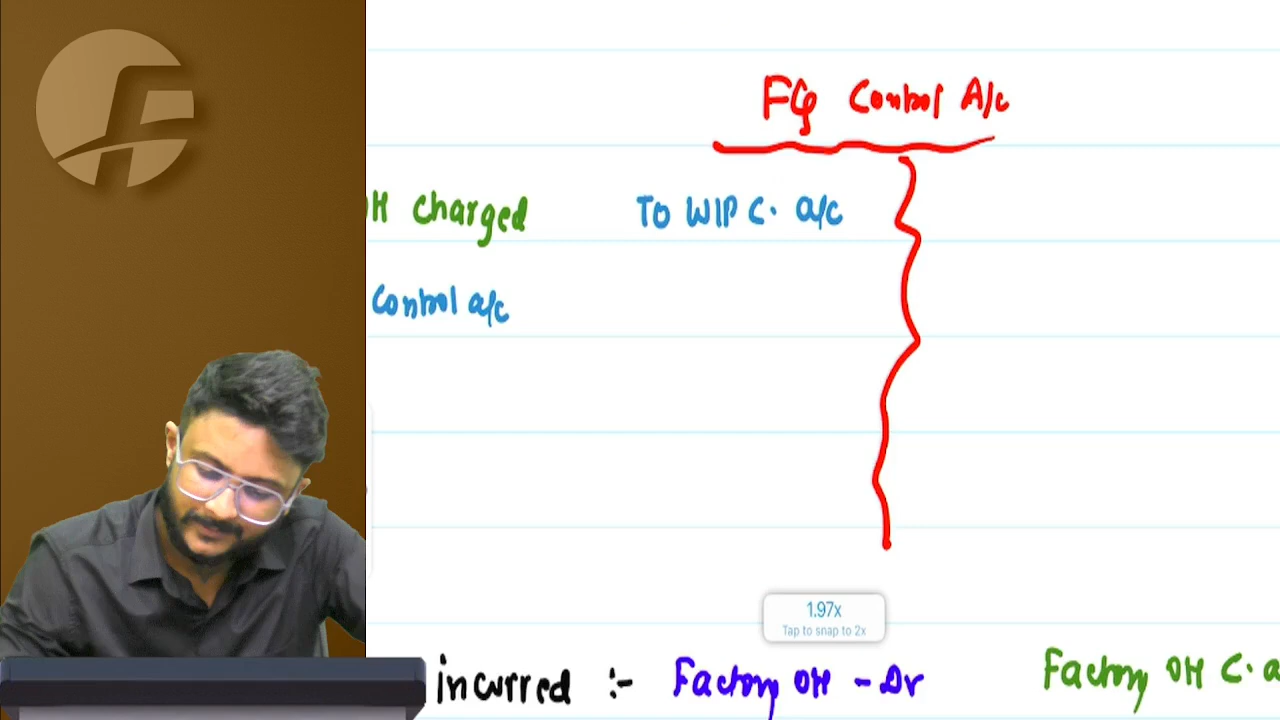 FG Control A/c
OH charged To WIP C. a/c
Control a/c
1.97x
Tap to snap to 2x
incurred :- Factory OH - Dr Factory OH C. a